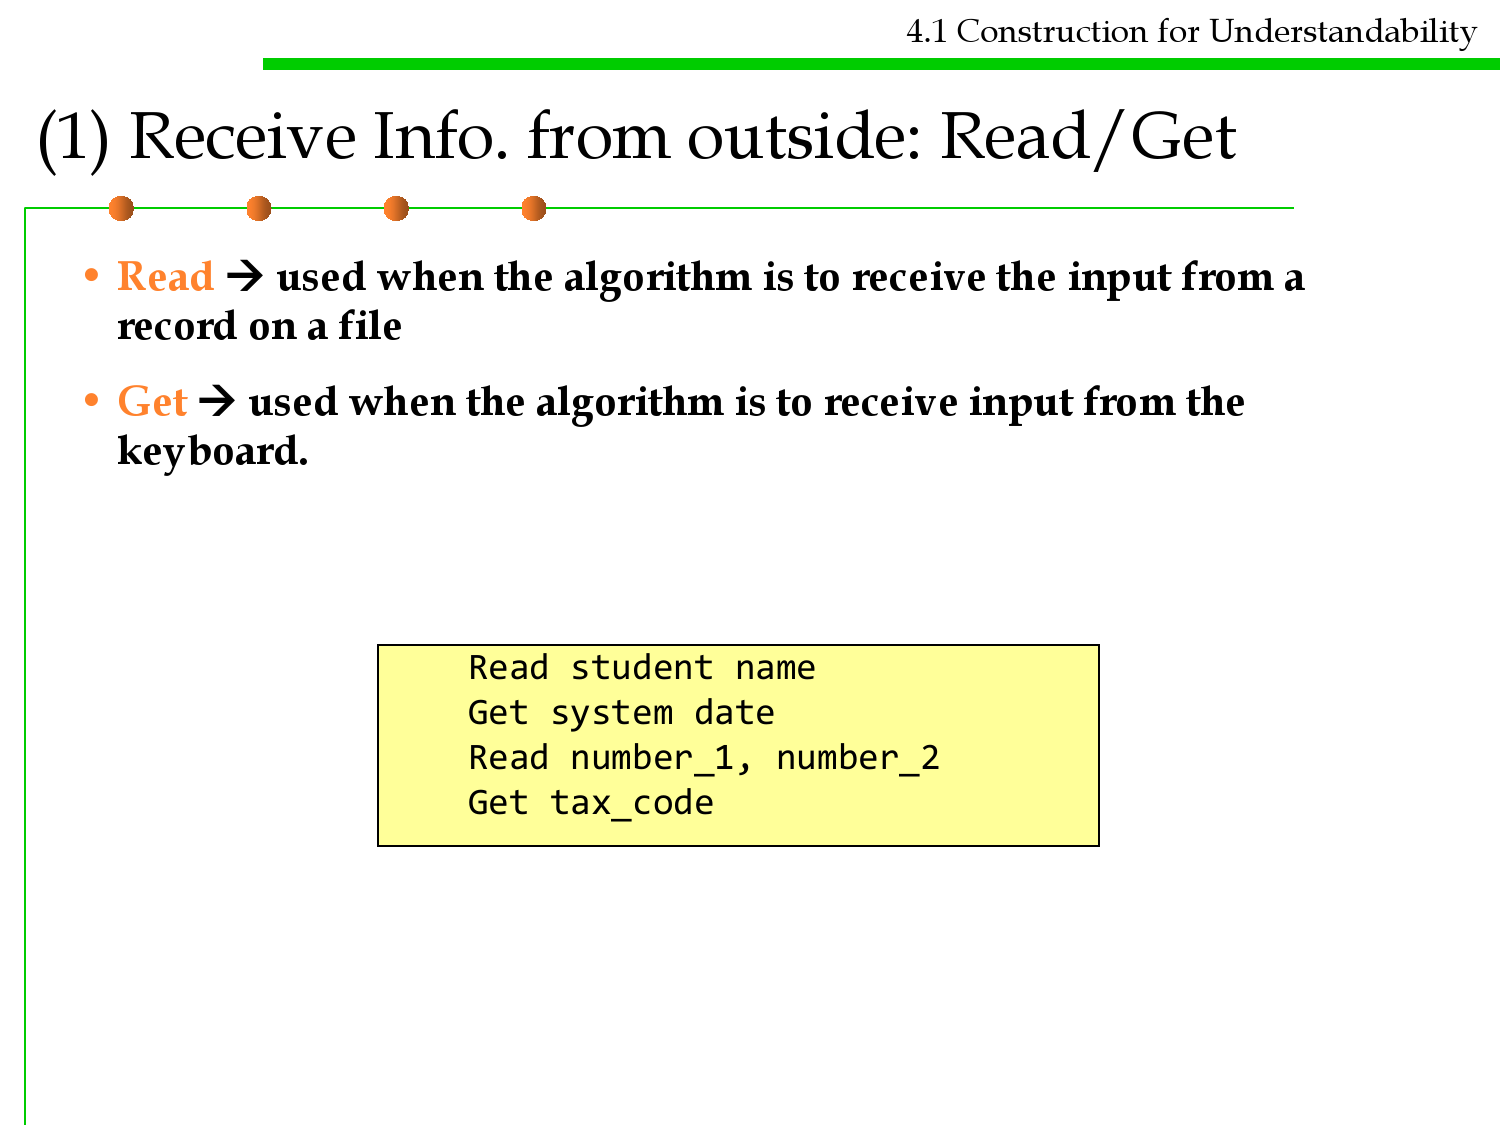 4.1 Construction for Understandability
(1) Receive Info. from outside: Read/Get
• Read → used when the algorithm is to receive the input from a
record on a file
• Get → used when the algorithm is to receive input from the
keyboard.
Read student name
Get system date
Read number_1, number_2
Get tax_code